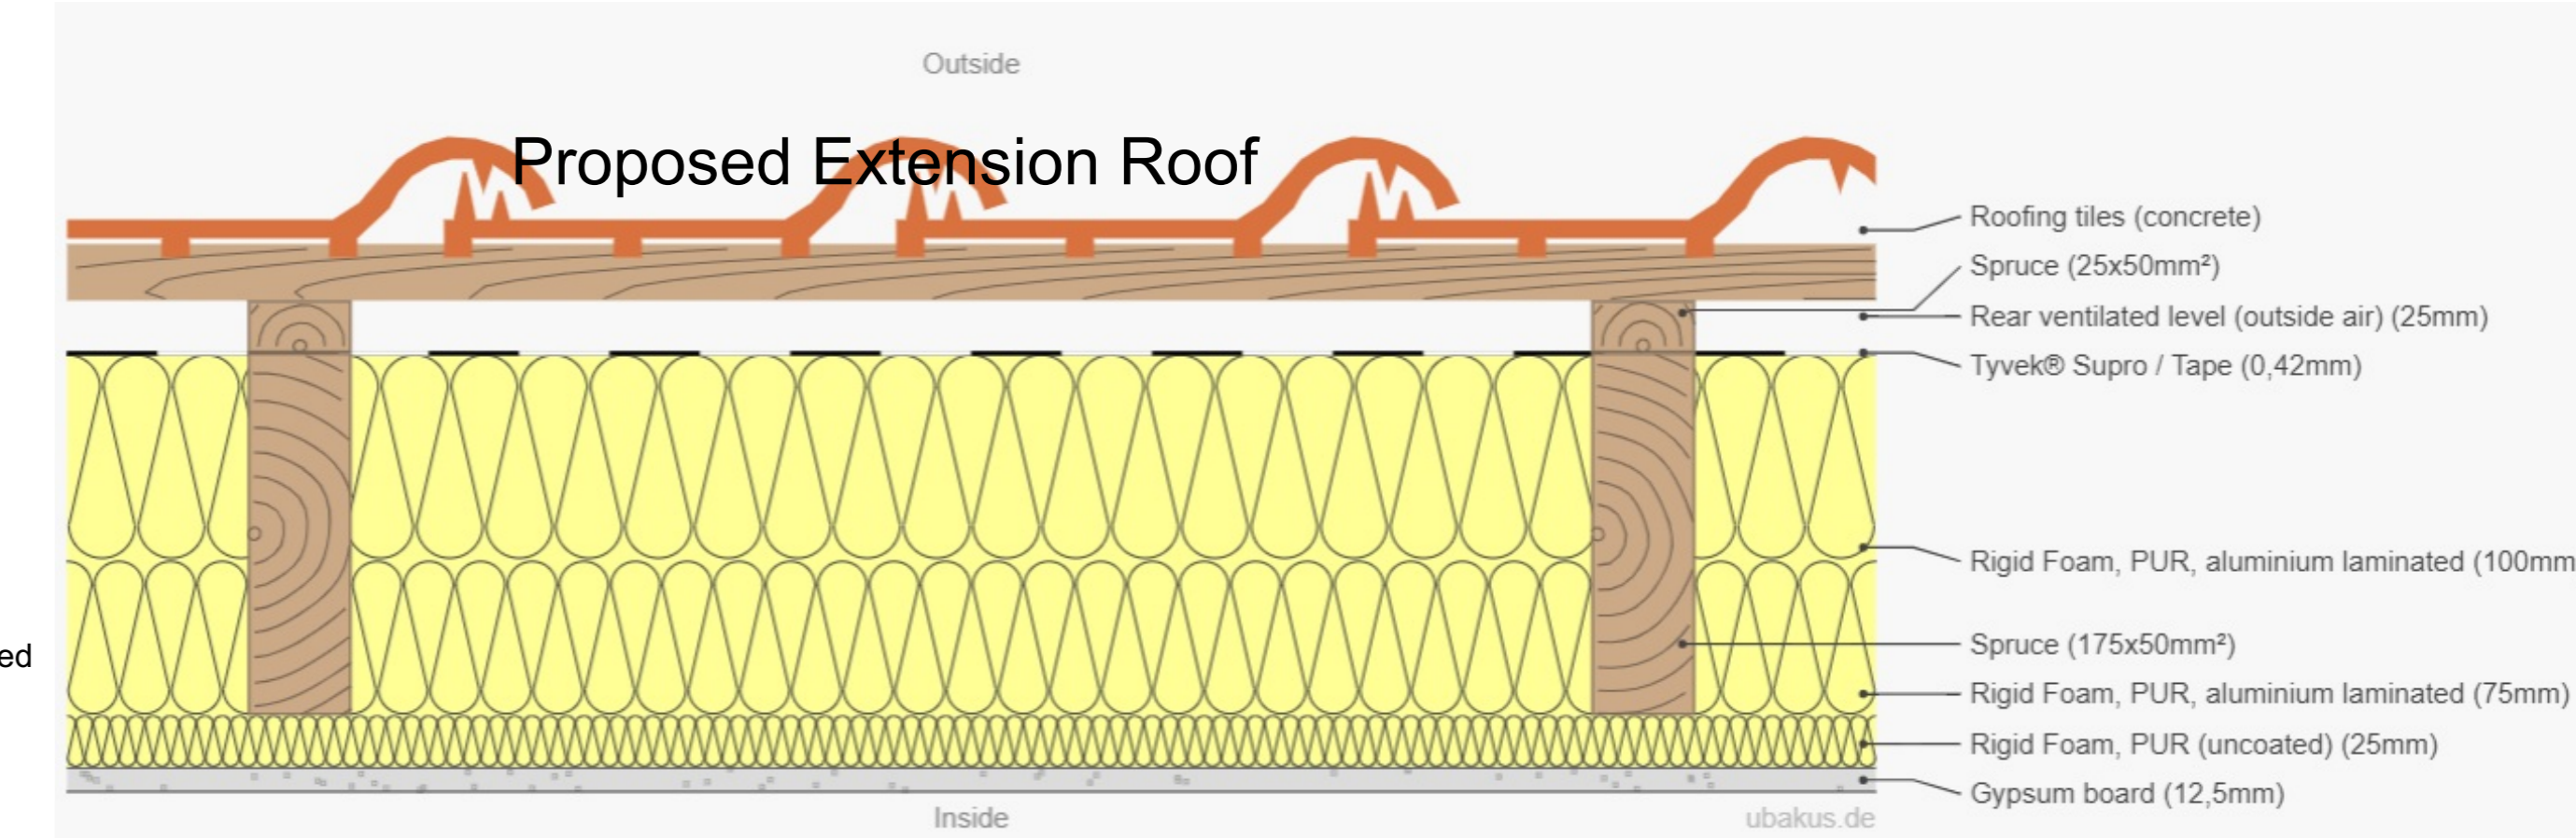 Outside
Proposed Extension Roof
Roofing tiles (concrete)
Spruce (25x50mm²)
Rear ventilated level (outside air) (25mm)
Tyvek® Supro / Tape (0,42mm)
Rigid Foam, PUR, aluminium laminated (100mm
Spruce (175x50mm²)
ed
Rigid Foam, PUR, aluminium laminated (75mm)
Rigid Foam, PUR (uncoated) (25mm)
Gypsum board (12,5mm)
Inside
ubakus.de